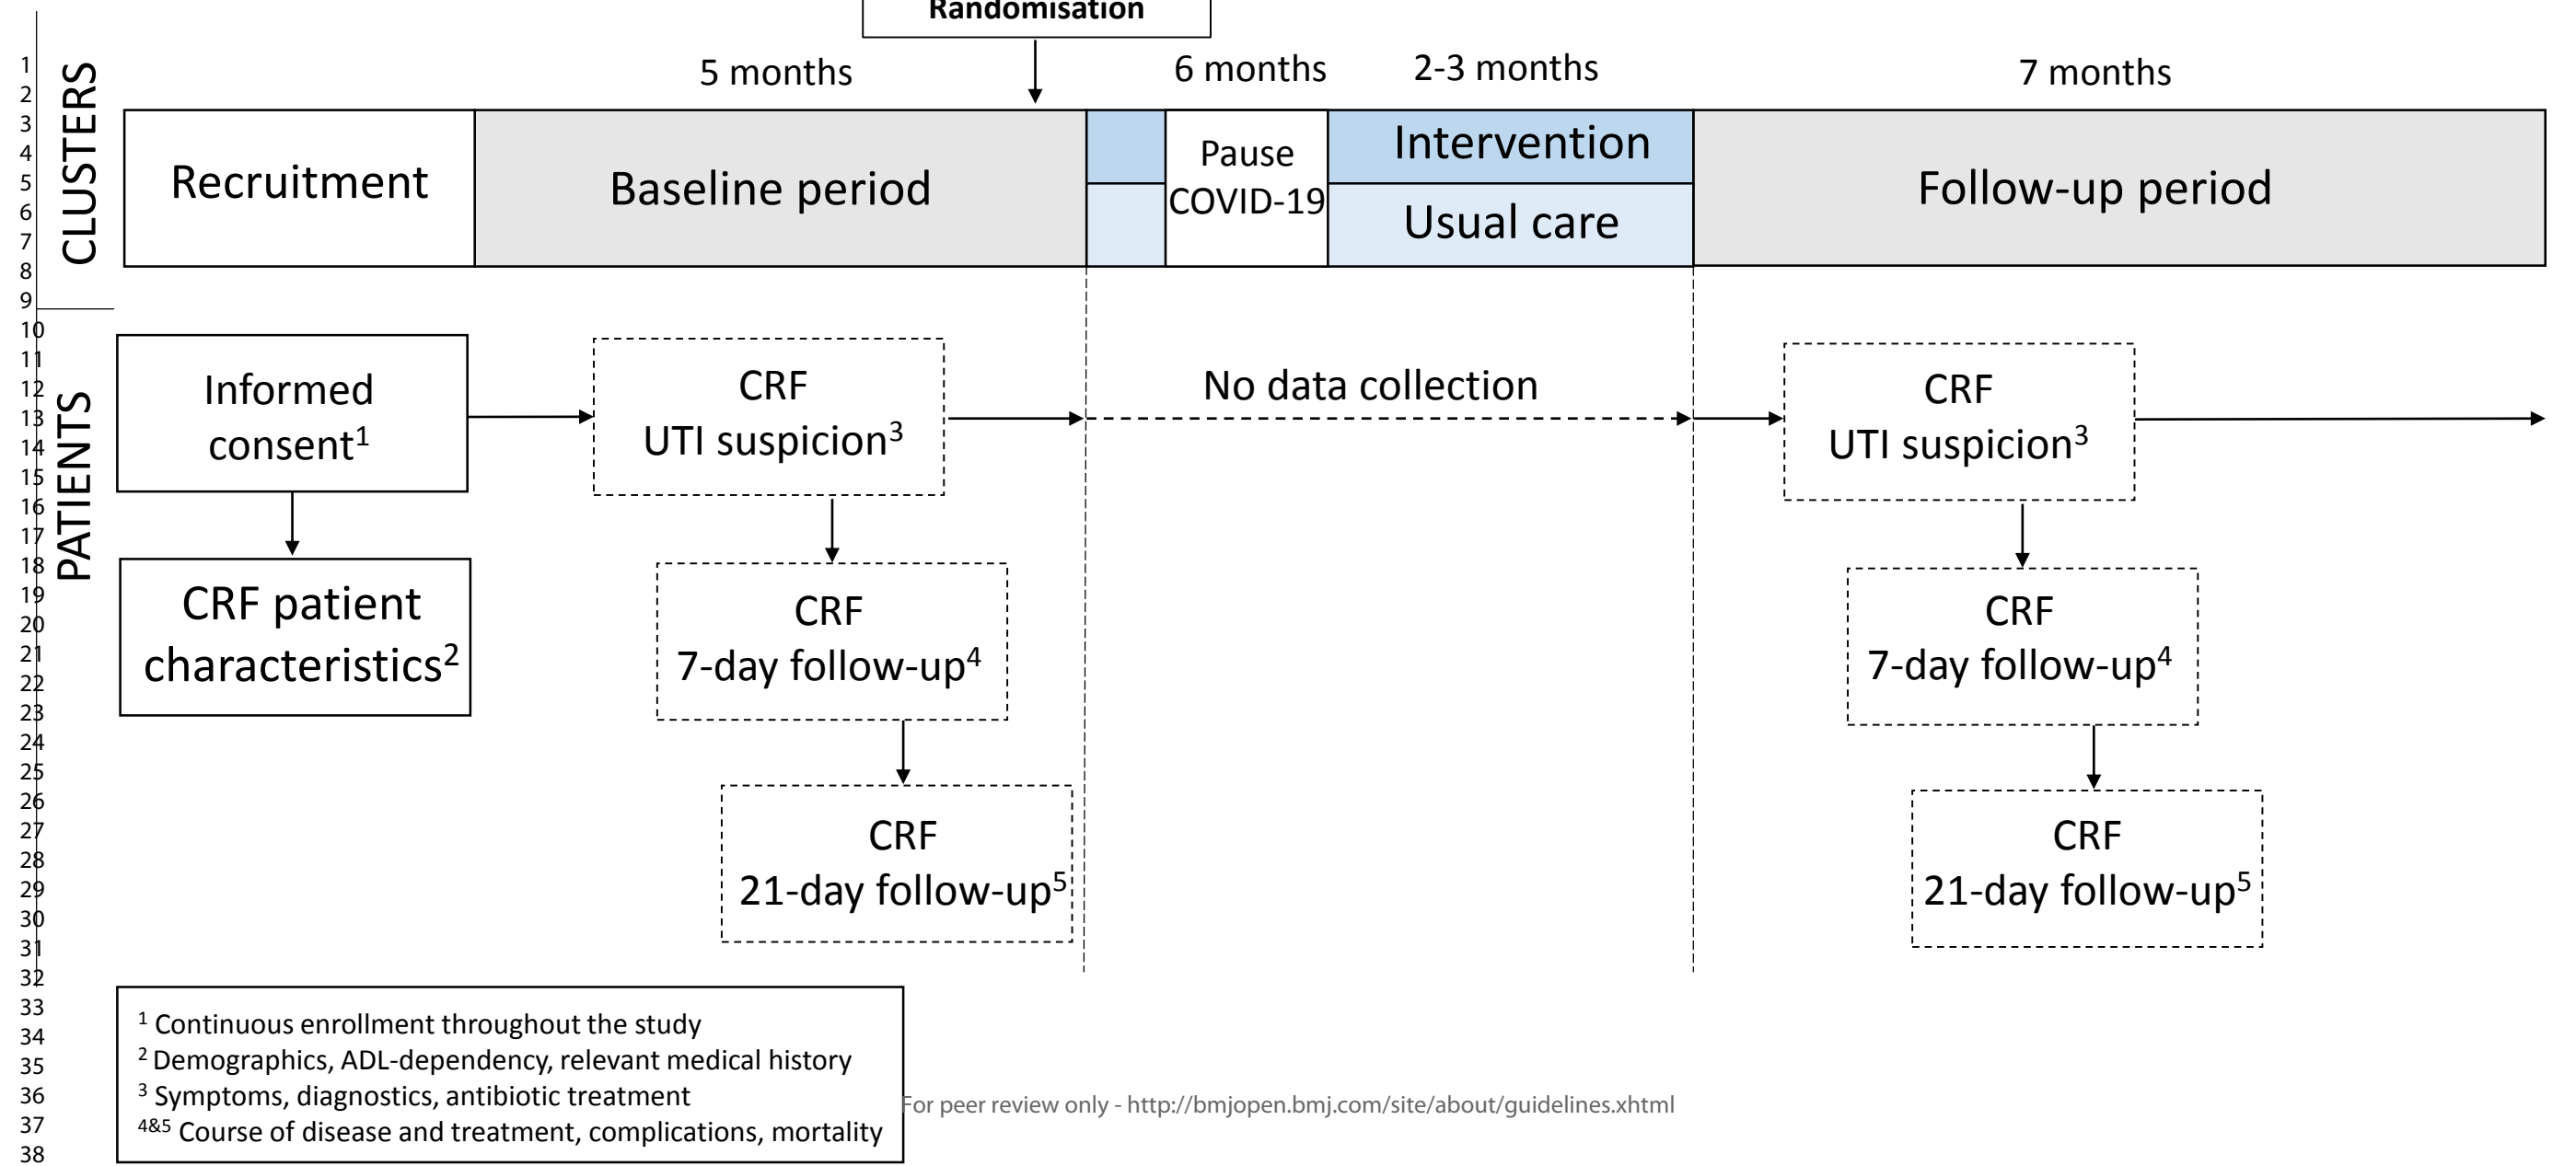 Randomisation
5 months
6 months
2-3 months
7 months
CLUSTERS
Recruitment
Baseline period
Pause
COVID-19
Intervention
Usual care
Follow-up period
PATIENTS
Informed
consent1
CRF patient
characteristics2
CRF
UTI suspicion3
CRF
7-day follow-up4
CRF
21-day follow-up5
No data collection
CRF
UTI suspicion3
CRF
7-day follow-up4
CRF
21-day follow-up5
1 Continuous enrollment throughout the study
2 Demographics, ADL-dependency, relevant medical history
3 Symptoms, diagnostics, antibiotic treatment
4&5 Course of disease and treatment, complications, mortality
For peer review only - http://bmjopen.bmj.com/site/about/guidelines.xhtml
1
2
3
4
5
6
7
8
9
10
11
12
13
14
15
16
17
18
19
20
21
22
23
24
25
26
27
28
29
30
31
32
33
34
35
36
37
38